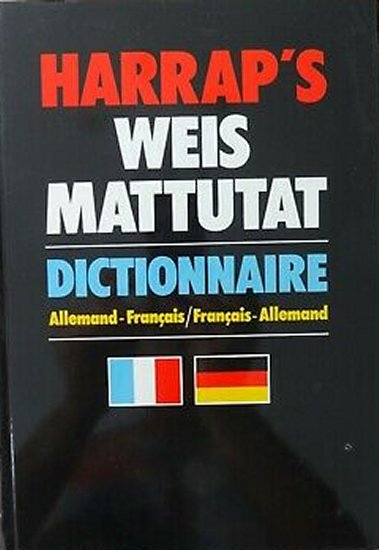 HARRAP'S
WEIS
MATTUTAT
DICTIONNAIRE
Allemand-Français/Français-Allemand